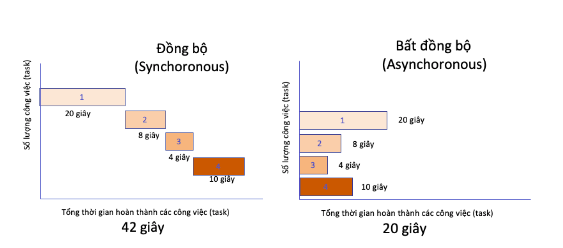 Đồng bộ
(Synchoronous)
Số lượng công việc (task)
1
20 giây
2
8 giây
3
4 giây
4
10 giây
Tổng thời gian hoàn thành các công việc (task)
42 giây
Bất đồng bộ
(Asynchoronous)
Số lượng công việc (task)
1
20 giây
2
8 giây
3
4 giây
4
10 giây
Tổng thời gian hoàn thành các công việc (task)
20 giây